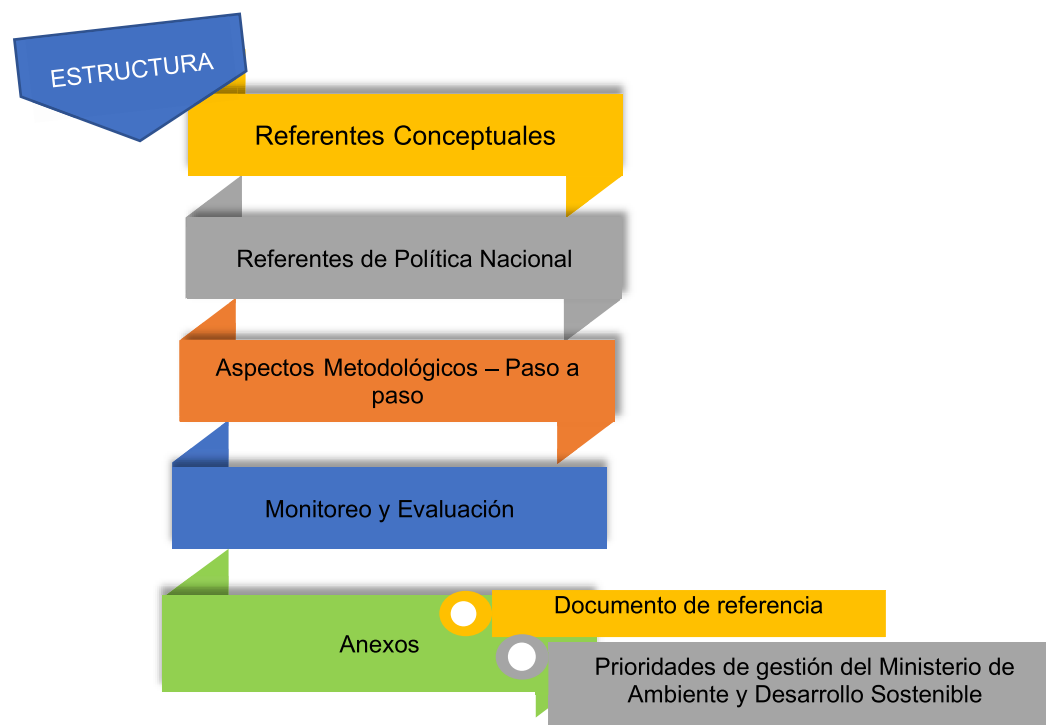 ESTRUCTURA
Referentes Conceptuales
Referentes de Política Nacional
Aspectos Metodológicos – Paso a
paso
Monitoreo y Evaluación
Anexos
Documento de referencia
Prioridades de gestión del Ministerio de
Ambiente y Desarrollo Sostenible